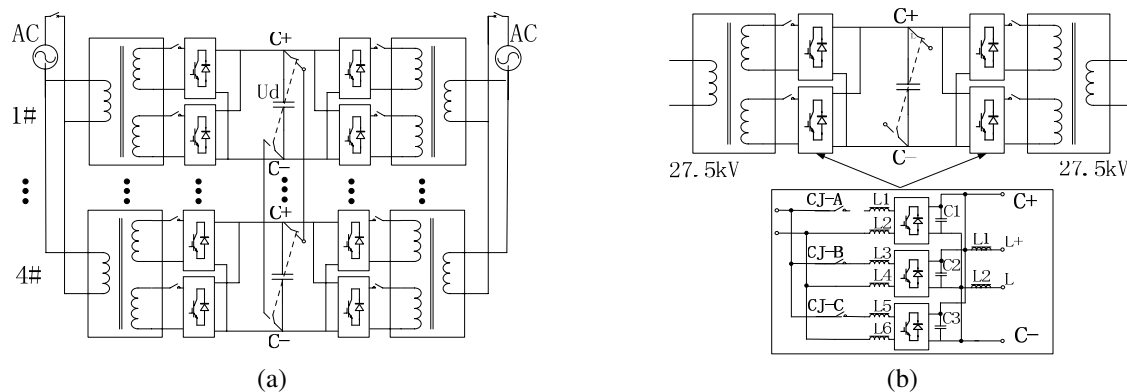 AC
AC
C+
Ud
1#
C−
C+
4#
C−
(a)
C+
C−
27.5kV
27.5kV
CJ-A
L1
C1
C+
L2
CJ-B
L3
L1
L+
C2
L4
L2
L
CJ-C
L5
C3
L6
C−
(b)